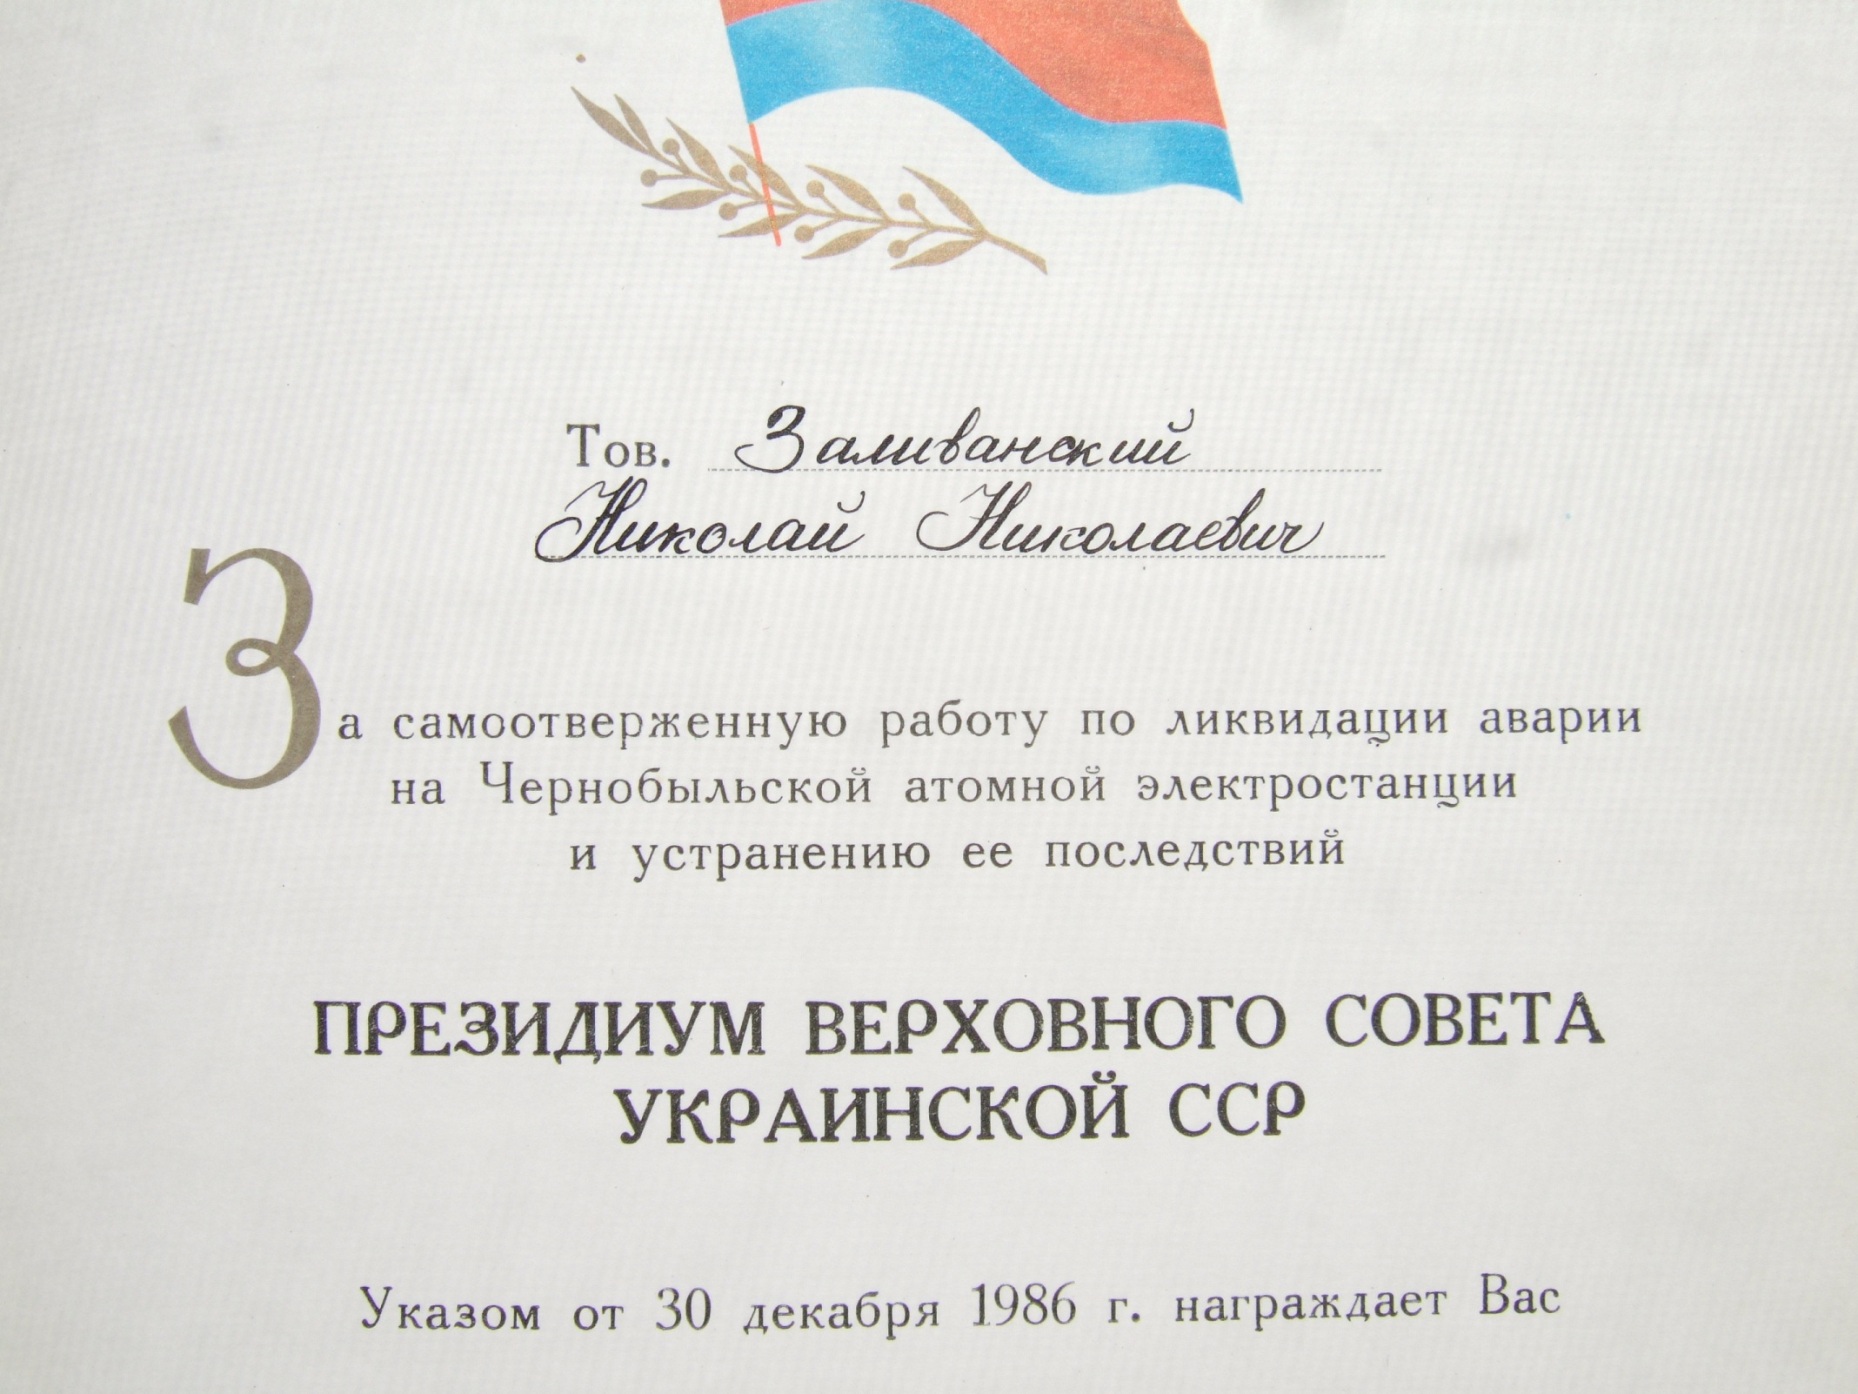 Тов. Заливанский
Николай Николаевич
За самоотверженную работу по ликвидации аварии
на Чернобыльской атомной электростанции
и устранению ее последствий
ПРЕЗИДИУМ ВЕРХОВНОГО СОВЕТА
УКРАИНСКОЙ ССР
Указом от 30 декабря 1986 г. награждает Вас